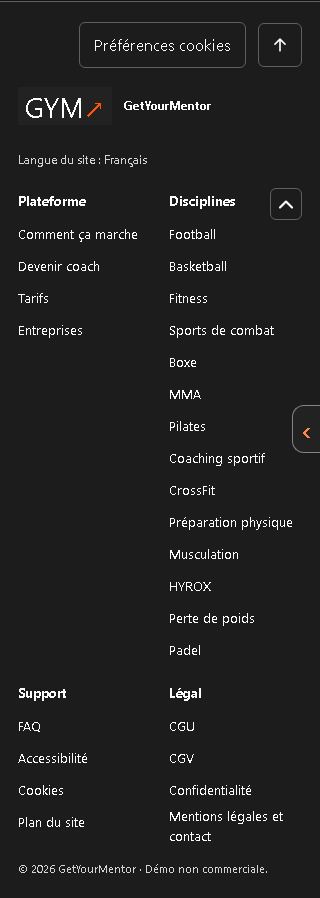 Préférences cookies
GYM GetYourMentor
Langue du site : Français
Plateforme
Comment ça marche
Devenir coach
Tarifs
Entreprises
Disciplines
Football
Basketball
Fitness
Sports de combat
Boxe
MMA
Pilates
Coaching sportif
CrossFit
Préparation physique
Musculation
HYROX
Perte de poids
Padel
Support
FAQ
Accessibilité
Cookies
Plan du site
Légal
CGU
CGV
Confidentialité
Mentions légales et
contact
© 2026 GetYourMentor · Démo non commerciale.